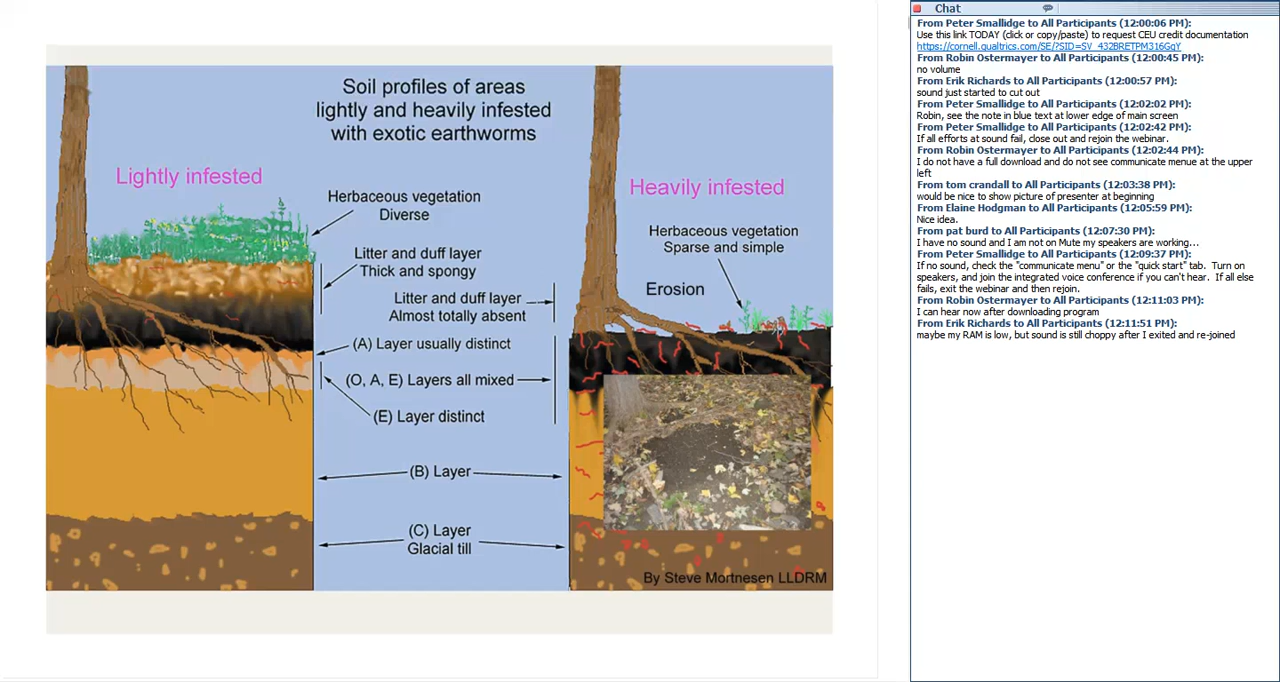 Soil profiles of areas
lightly and heavily infested
with exotic earthworms
Lightly infested
Herbaceous vegetation
Diverse
Litter and duff layer
Thick and spongy
Litter and duff layer
Almost totally absent
(A) Layer usually distinct
(O, A, E) Layers all mixed
(E) Layer distinct
(B) Layer
(C) Layer
Glacial till
Heavily infested
Herbaceous vegetation
Sparse and simple
Erosion
By Steve Mortnesen LLDRM
Chat
From Peter Smallidge to All Participants (12:00:06 PM):
Use this link TODAY (click or copy/paste) to request CEU credit documentation
https://cornell.qualtrics.com/SE/?SID=SV_432BRETPM316GqY
From Robin Ostermayer to All Participants (12:00:45 PM):
no volume
From Erik Richards to All Participants (12:00:57 PM):
sound just started to cut out
From Peter Smallidge to All Participants (12:02:02 PM):
Robin, see the note in blue text at lower edge of main screen
From Peter Smallidge to All Participants (12:02:42 PM):
If all efforts at sound fail, close out and rejoin the webinar.
From Robin Ostermayer to All Participants (12:02:44 PM):
I do not have a full download and do not see communicate menue at the upper
left
From tom crandall to All Participants (12:03:38 PM):
would be nice to show picture of presenter at beginning
From Elaine Hodgman to All Participants (12:05:59 PM):
Nice idea.
From pat burd to All Participants (12:07:30 PM):
I have no sound and I am not on Mute my speakers are working...
From Peter Smallidge to All Participants (12:09:37 PM):
If no sound, check the "communicate menu" or the "quick start" tab. Turn on
speakers, and join the integrated voice conference if you can't hear. If all else
fails, exit the webinar and then rejoin.
From Robin Ostermayer to All Participants (12:11:03 PM):
I can hear now after downloading program
From Erik Richards to All Participants (12:11:51 PM):
maybe my RAM is low, but sound is still choppy after I exited and re-joined